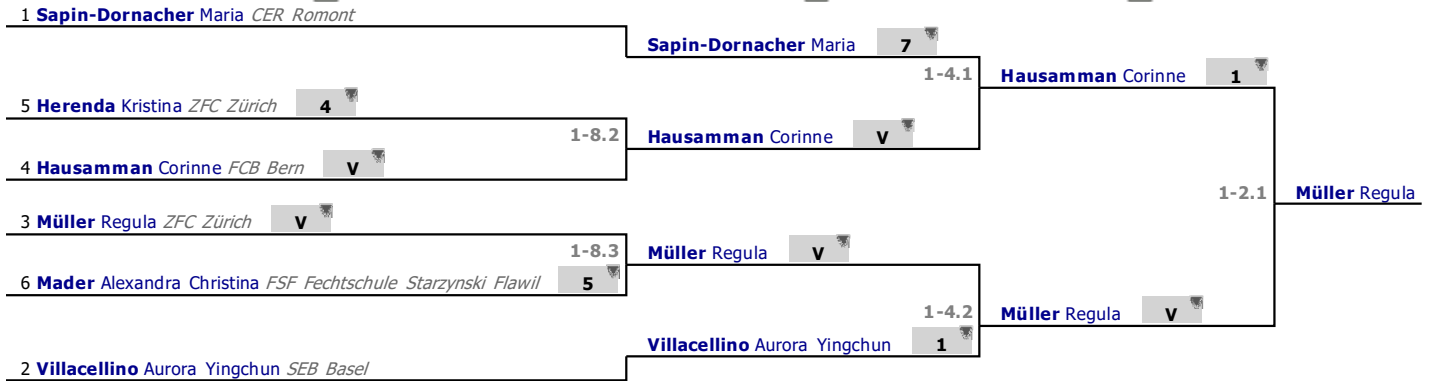 1 Sapin-Dornacher Maria CER Romont
Sapin-Dornacher Maria 7
1-4.1
Hausamman Corinne 1
5 Herenda Kristina ZFC Zürich 4
1-8.2
Hausamman Corinne V
4 Hausamman Corinne FCB Bern V
1-2.1
Müller Regula
3 Müller Regula ZFC Zürich V
1-8.3
Müller Regula V
6 Mader Alexandra Christina FSF Fechtschule Starzynski Flawil 5
1-4.2
Müller Regula V
Villacellino Aurora Yingchun 1
2 Villacellino Aurora Yingchun SEB Basel